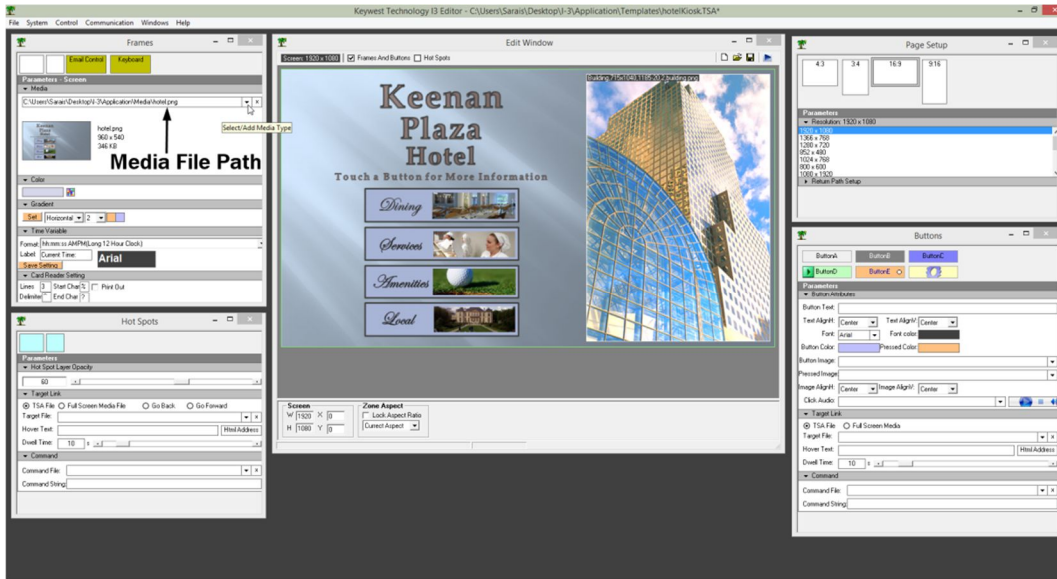 Keywest Technology I3 Editor - C:\Users\Sarais\Desktop\I-3\Application\Templates\hotelKiosk.TSA*
File System Control Communication Windows Help
Frames
Email Control Keyboard
Parameters - Screen
Media
C:\Users\Sarais\Desktop\I-3\Application\Media\hotel.png
Select/Add Media Type
hotel.png
960 x 540
346 KB
Media File Path
Color
Gradient
Set Horizontal 2
Time Variable
Format: hh:mm:ss AMPM(Long 12 Hour Clock)
Label Current Time: Arial
Save Setting
Card Reader Setting
Lines 3 Start Char % Print Out
Delimiter End Char ?
Hot Spots
Parameters
Hot Spot Layer Opacity
60
Target Link
TSA File Full Screen Media File Go Back Go Forward
Target File:
Hover Text: Html Address
Dwell Time: 10 s
Command
Command File:
Command String:
Edit Window
Screen: 1920 x 1080 Frames And Buttons Hot Spots
Building,715x1040,1185:20,2,building.png
Keenan
Plaza
Hotel
Touch a Button for More Information
Dining
Services
Amenities
Local
Screen Zone Aspect
W 1920 X 0 Lock Aspect Ratio
H 1080 Y 0 Current Aspect
Page Setup
4:3 3:4 16:9 9:16
Parameters
Resolution: 1920 x 1080
1920 x 1080
1366 x 768
1280 x 720
852 x 480
1024 x 768
800 x 600
1080 x 1920
Return Path Setup
Buttons
ButtonA ButtonB ButtonC
ButtonD ButtonE
Parameters
Button Attributes
Button Text:
Text AlignH: Center Text AlignV: Center
Font: Arial Font color:
Button Color: Pressed Color:
Button Image:
Pressed Image
Image AlignH: Center Image AlignV: Center
Click Audio:
Target Link
TSA File Full Screen Media
Target File:
Hover Text: Html Address
Dwell Time: 10 s
Command
Command File:
Command String: